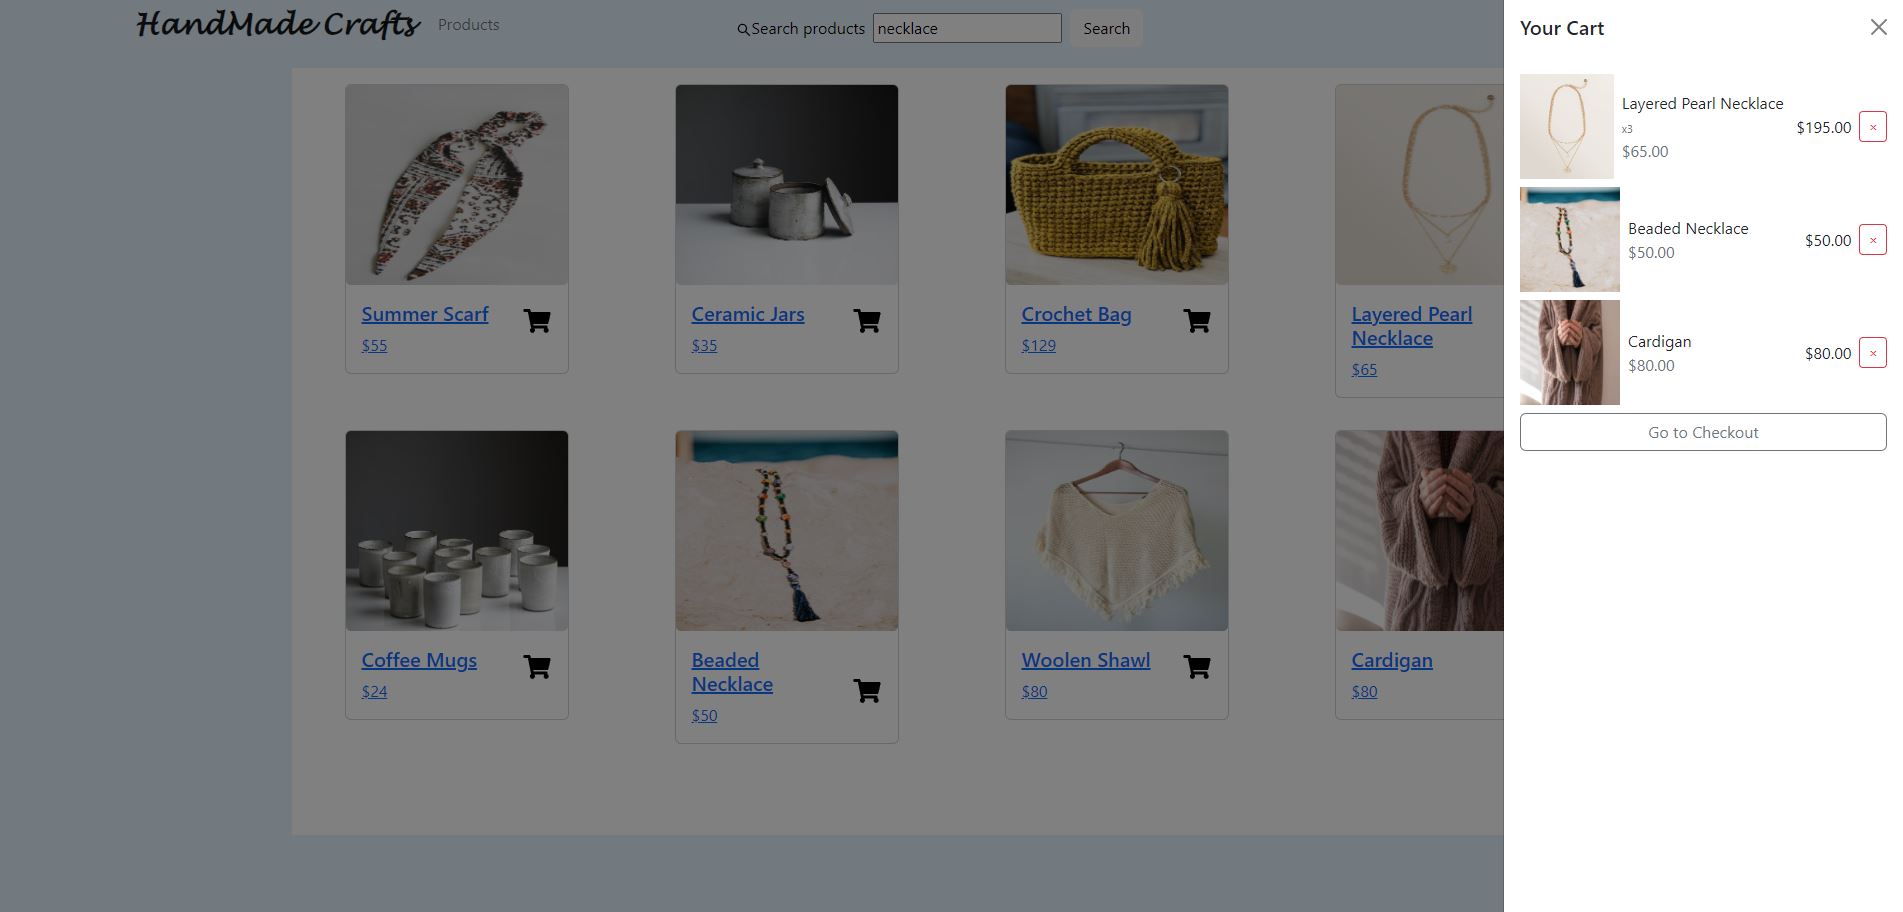 HandMade Crafts
Products
Search products
necklace
Search
Summer Scarf
$55
Ceramic Jars
$35
Crochet Bag
$129
Layered Pearl
Necklace
$65
Coffee Mugs
$24
Beaded
Necklace
$50
Woolen Shawl
$80
Cardigan
$80
Your Cart
Layered Pearl Necklace
x3
$65.00
$195.00
×
Beaded Necklace
$50.00
$50.00
×
Cardigan
$80.00
$80.00
×
Go to Checkout